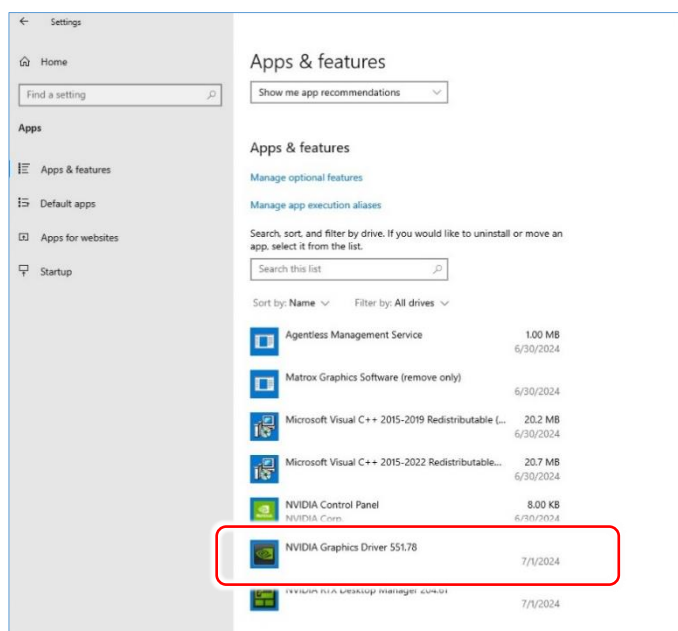 Settings
Home
Find a setting
Apps
Apps & features
Default apps
Apps for websites
Startup
Apps & features
Show me app recommendations
Apps & features
Manage optional features
Manage app execution aliases
Search, sort, and filter by drive. If you would like to uninstall or move an
app, select it from the list.
Search this list
Sort by: Name Filter by: All drives
Agentless Management Service 1.00 MB
6/30/2024
Matrox Graphics Software (remove only)
6/30/2024
Microsoft Visual C++ 2015-2019 Redistributable (... 20.2 MB
6/30/2024
Microsoft Visual C++ 2015-2022 Redistributable... 20.7 MB
6/30/2024
NVIDIA Control Panel 8.00 KB
NVIDIA Corp. 6/30/2024
NVIDIA Graphics Driver 551.78
7/1/2024
NVIDIA RTX Desktop Manager 204.61
7/1/2024